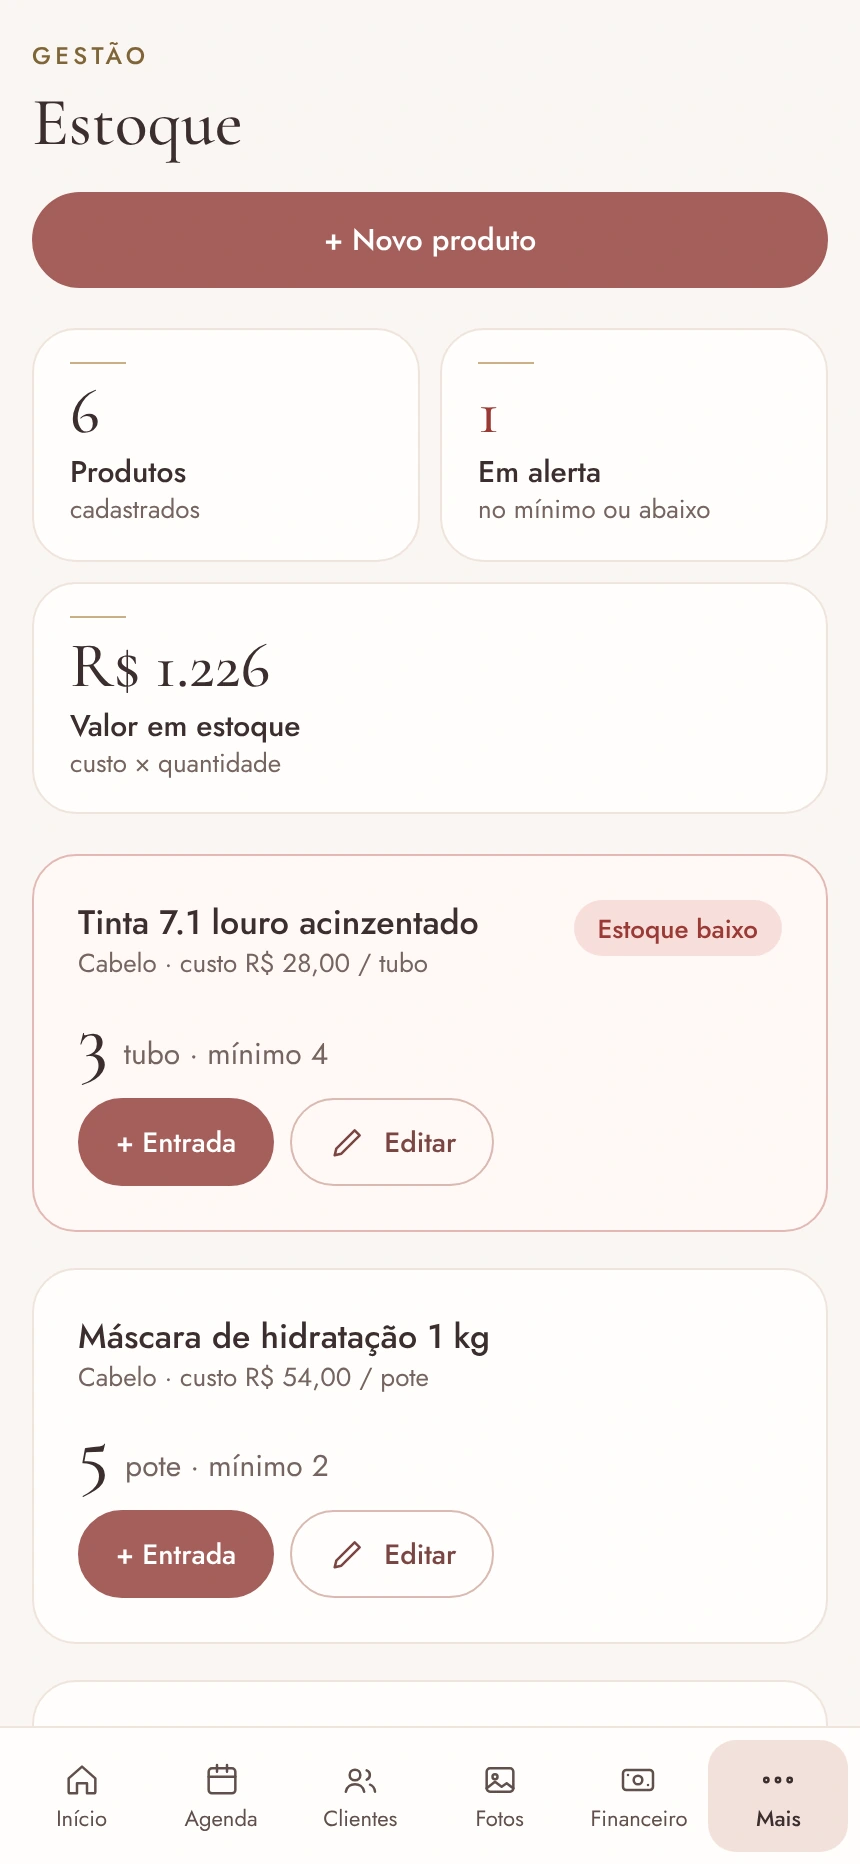 GESTÃO
Estoque
+ Novo produto
6
Produtos
cadastrados
1
Em alerta
no mínimo ou abaixo
R$ 1.226
Valor em estoque
custo × quantidade
Tinta 7.1 louro acinzentado
Estoque baixo
Cabelo · custo R$ 28,00 / tubo
3 tubo · mínimo 4
+ Entrada
Editar
Máscara de hidratação 1 kg
Cabelo · custo R$ 54,00 / pote
5 pote · mínimo 2
+ Entrada
Editar
Início
Agenda
Clientes
Fotos
Financeiro
Mais